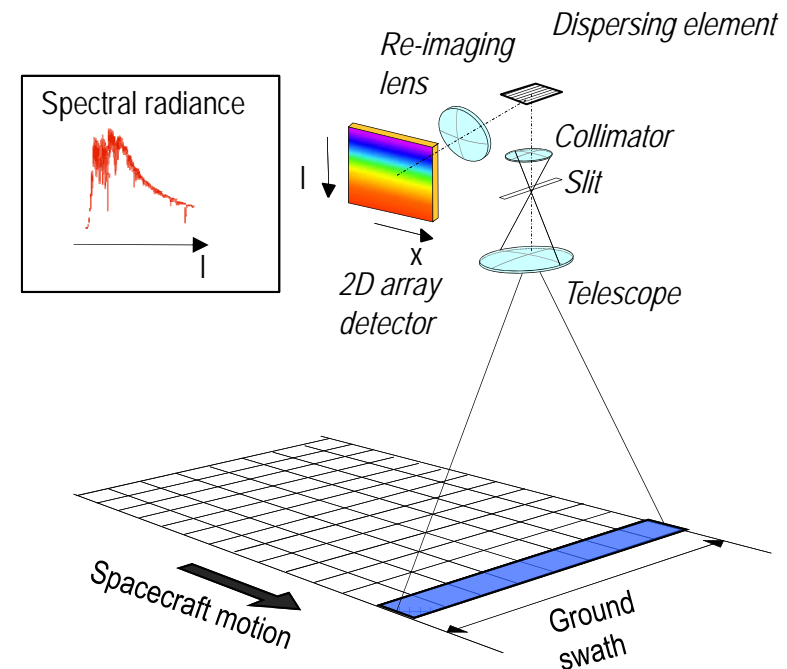 Spectral radiance
l
Re-imaging
lens
Dispersing element
Collimator
Slit
l
x
2D array
detector
Telescope
Spacecraft motion
Ground
swath